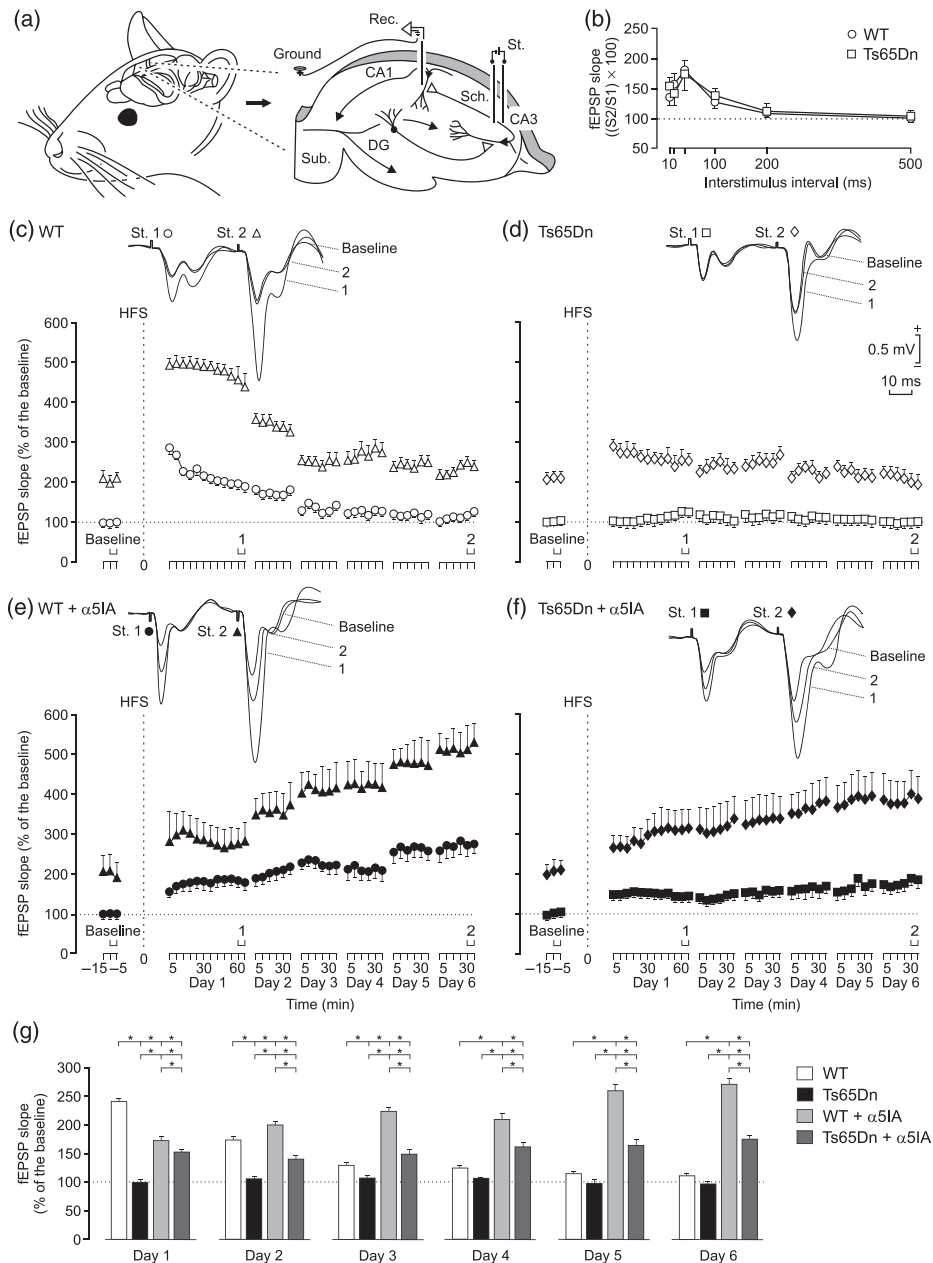 (a)
Rec.
Ground
St.
CA1
Sch.
CA3
DG
Sub.
(b)
WT
Ts65Dn
fEPSP slope
((S2/S1) × 100)
250
200
150
100
50
10 10 100 200 500
Interstimulus interval (ms)
(c) WT
St. 1
St. 2
Baseline
2
1
HFS
600
500
400
300
200
100
0
fEPSP slope (% of the baseline)
Baseline
0
1
2
(d) Ts65Dn
St. 1
St. 2
Baseline
2
1
HFS
+
0.5 mV
–
10 ms
Baseline
0
1
2
(e) WT + α5IA
St. 1
St. 2
Baseline
2
1
HFS
600
500
400
300
200
100
0
fEPSP slope (% of the baseline)
Baseline
1
2
–15 –5 0 5 30 60 5 30 5 30 5 30 5 30 5 30
Day 1 Day 2 Day 3 Day 4 Day 5 Day 6
Time (min)
(f) Ts65Dn + α5IA
St. 1
St. 2
Baseline
2
1
HFS
Baseline
1
2
–15 –5 0 5 30 60 5 30 5 30 5 30 5 30 5 30
Day 1 Day 2 Day 3 Day 4 Day 5 Day 6
Time (min)
(g)
* * * * * * * * * * * * * * * * *
* * * * * * * * * * * *
* * * * * *
fEPSP slope
(% of the baseline)
300
250
200
150
100
50
0
Day 1 Day 2 Day 3 Day 4 Day 5 Day 6
WT
Ts65Dn
WT + α5IA
Ts65Dn + α5IA